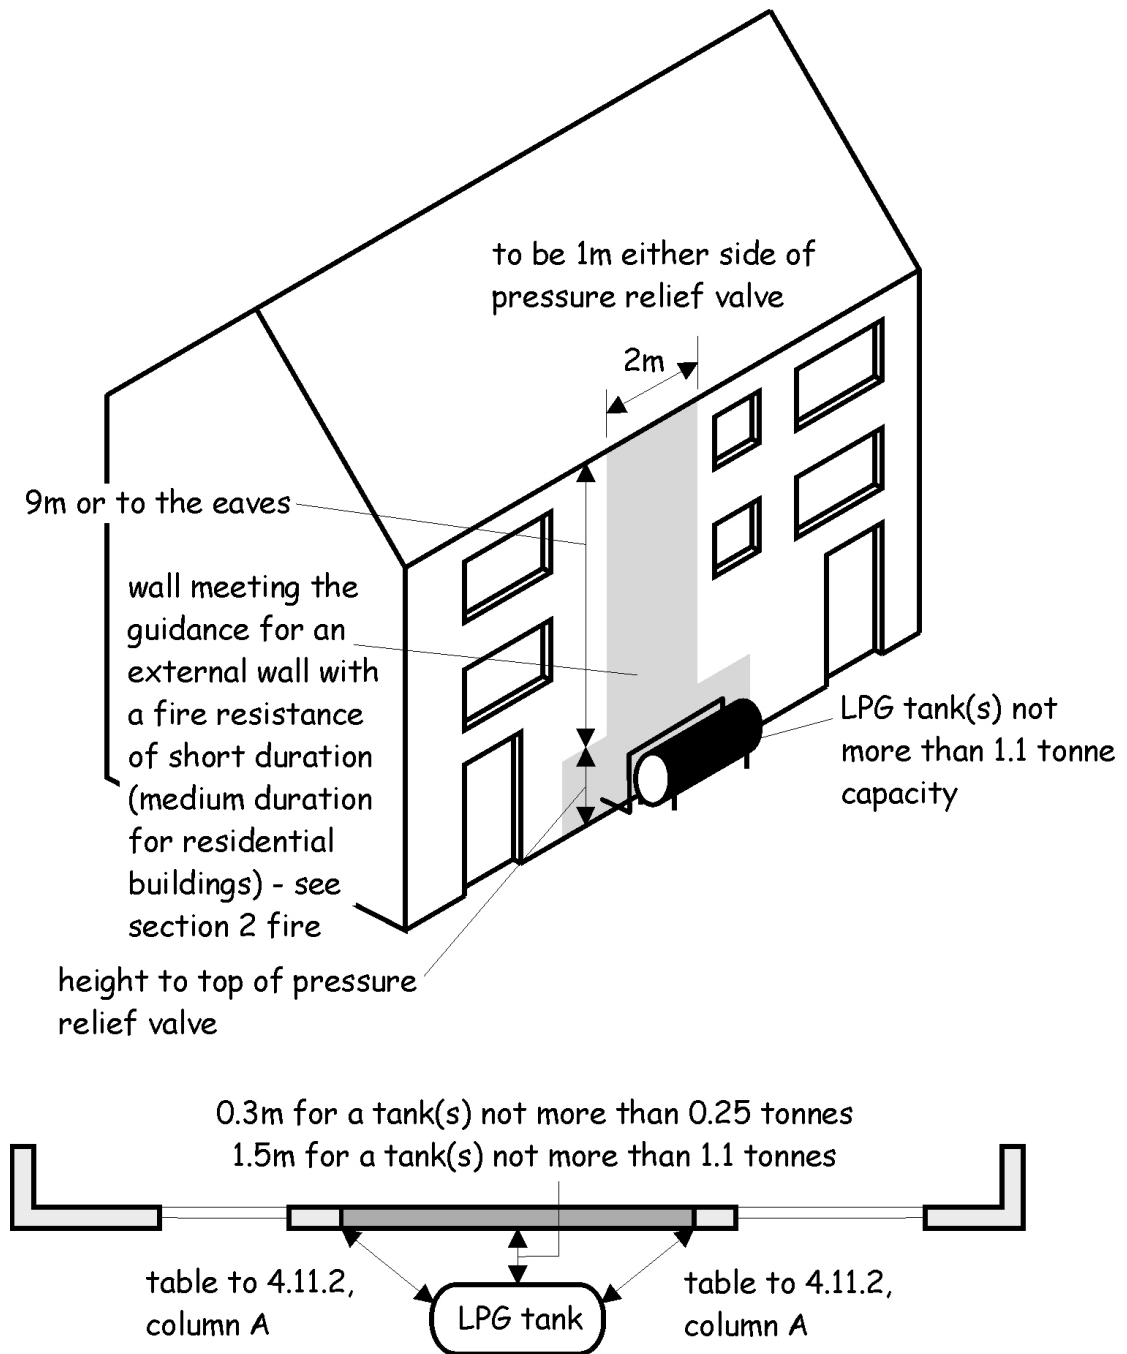 to be 1m either side of
pressure relief valve
2m
9m or to the eaves
wall meeting the
guidance for an
external wall with
a fire resistance
of short duration
(medium duration
for residential
buildings) - see
section 2 fire
LPG tank(s) not
more than 1.1 tonne
capacity
height to top of pressure
relief valve
0.3m for a tank(s) not more than 0.25 tonnes
1.5m for a tank(s) not more than 1.1 tonnes
table to 4.11.2,
column A
LPG tank
table to 4.11.2,
column A